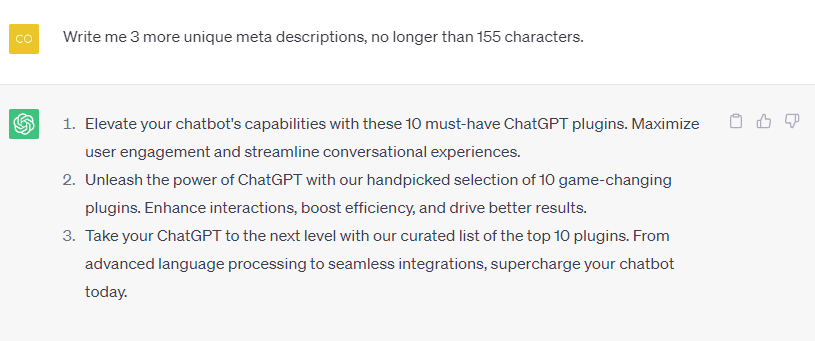 CO
Write me 3 more unique meta descriptions, no longer than 155 characters.
1. Elevate your chatbot's capabilities with these 10 must-have ChatGPT plugins. Maximize
user engagement and streamline conversational experiences.
2. Unleash the power of ChatGPT with our handpicked selection of 10 game-changing
plugins. Enhance interactions, boost efficiency, and drive better results.
3. Take your ChatGPT to the next level with our curated list of the top 10 plugins. From
advanced language processing to seamless integrations, supercharge your chatbot
today.